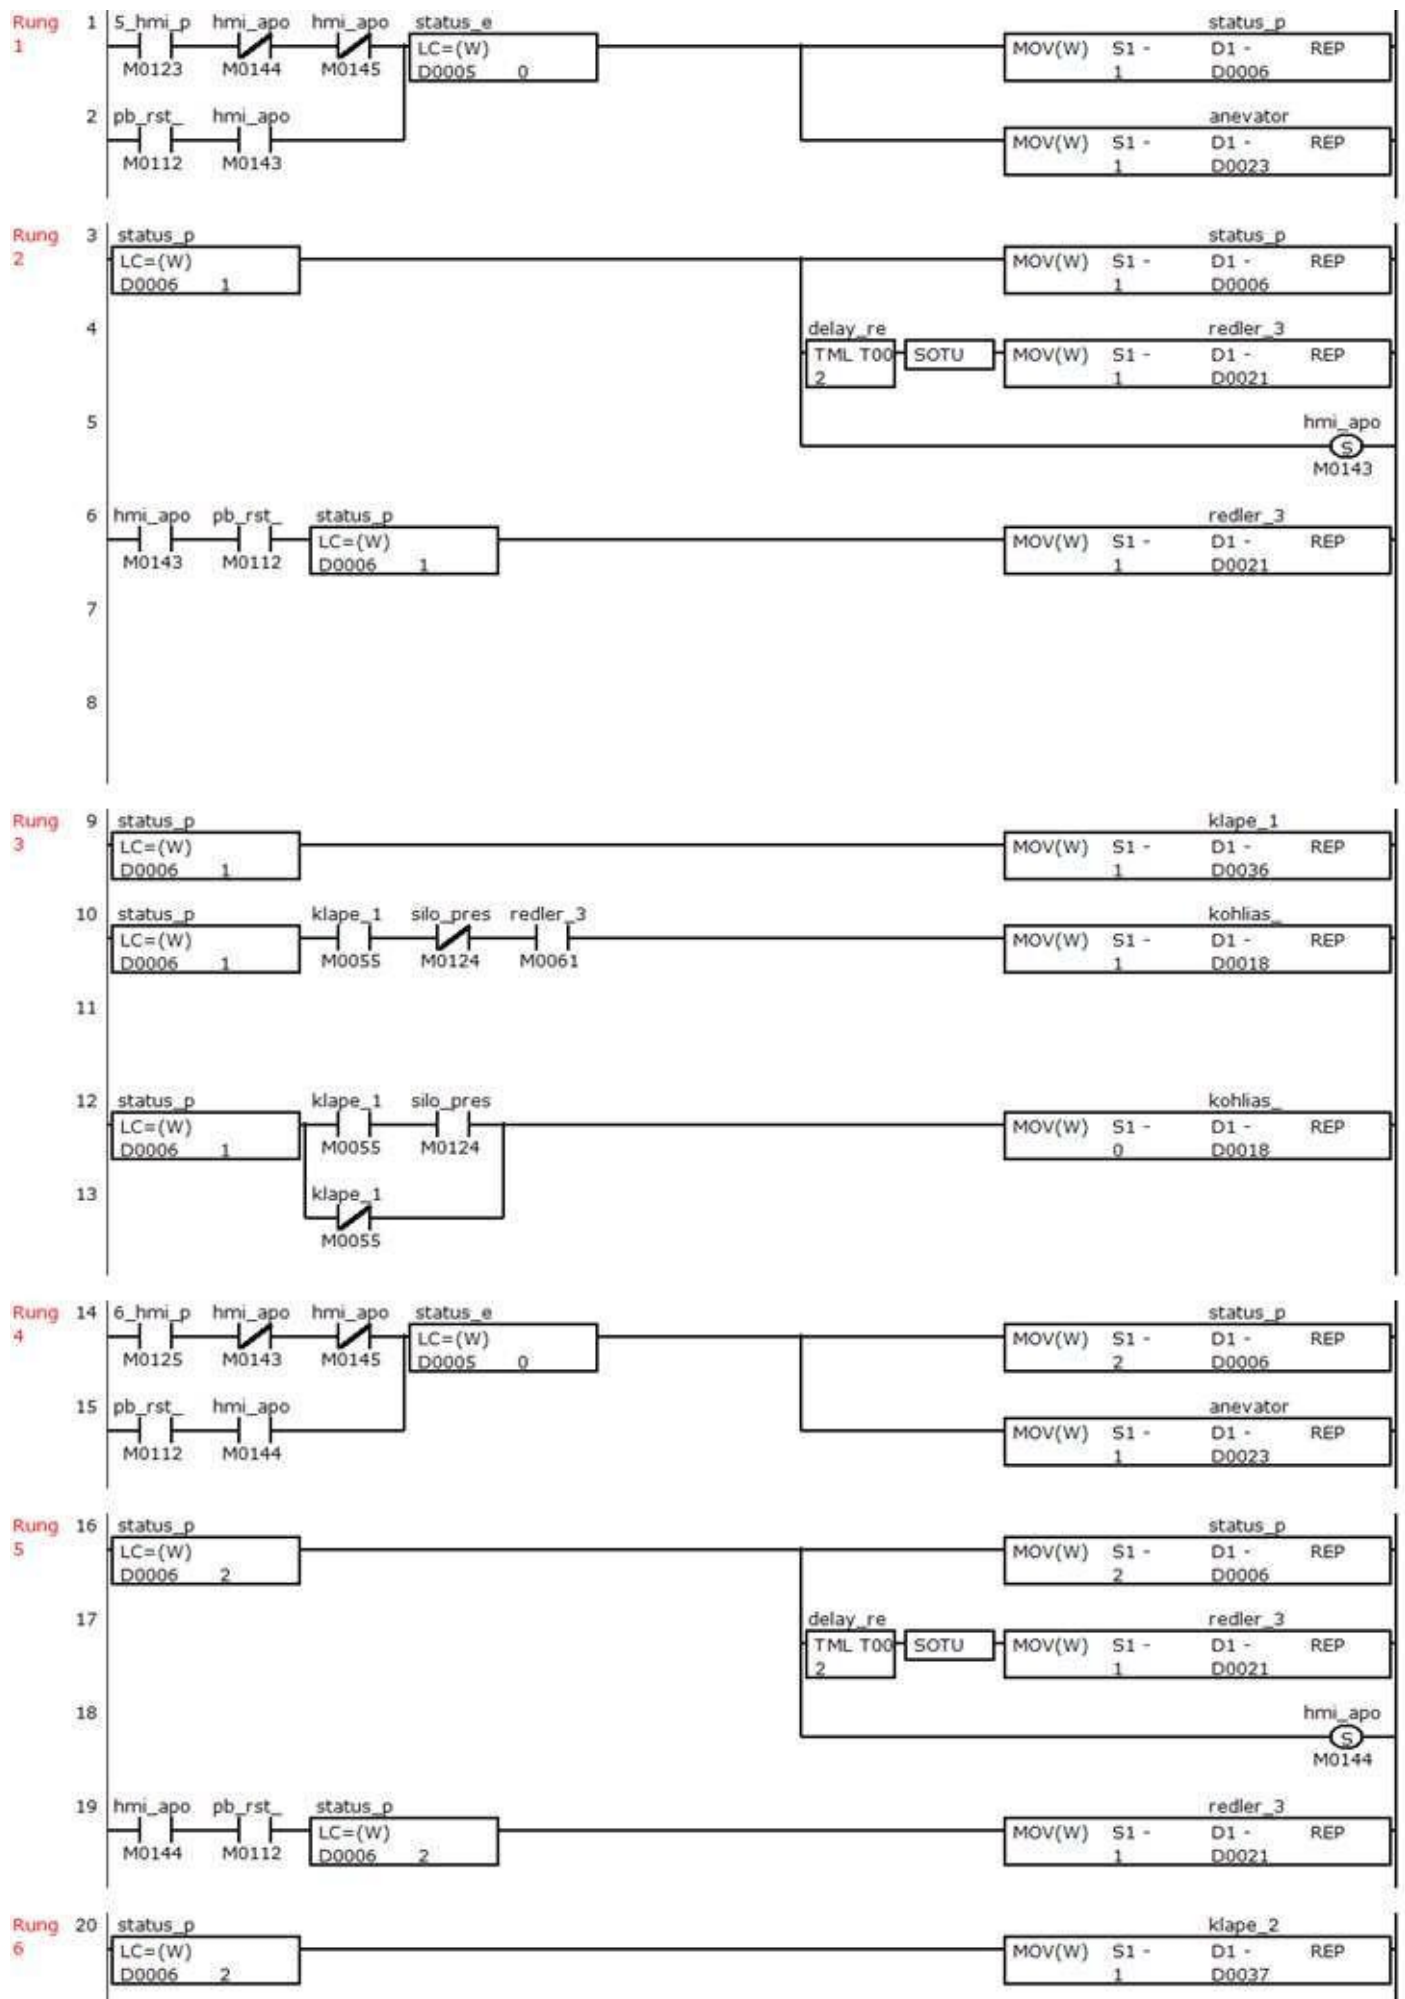 Rung 1 5_hmi_p hmi_apo hmi_apo status_e status_p
1 LC=(W) MOV(W) S1 - D1 - REP
M0123 M0144 M0145 D0005 0 1 D0006
2 pb_rst_ hmi_apo anevator
MOV(W) S1 - D1 - REP
M0112 M0143 1 D0023
Rung 3 status_p status_p
2 LC=(W) MOV(W) S1 - D1 - REP
D0006 1 1 D0006
4 delay_re redler_3
TML T00 SOTU MOV(W) S1 - D1 - REP
2 1 D0021
5 hmi_apo
S
M0143
6 hmi_apo pb_rst_ status_p redler_3
LC=(W) MOV(W) S1 - D1 - REP
M0143 M0112 D0006 1 1 D0021
7
8
Rung 9 status_p klape_1
3 LC=(W) MOV(W) S1 - D1 - REP
D0006 1 1 D0036
10 status_p klape_1 silo_pres redler_3 kohlias_
LC=(W) MOV(W) S1 - D1 - REP
D0006 1 M0055 M0124 M0061 1 D0018
11
12 status_p klape_1 silo_pres kohlias_
LC=(W) MOV(W) S1 - D1 - REP
D0006 1 M0055 M0124 0 D0018
13 klape_1
M0055
Rung 14 6_hmi_p hmi_apo hmi_apo status_e status_p
4 LC=(W) MOV(W) S1 - D1 - REP
M0125 M0143 M0145 D0005 0 2 D0006
15 pb_rst_ hmi_apo anevator
MOV(W) S1 - D1 - REP
M0112 M0144 1 D0023
Rung 16 status_p status_p
5 LC=(W) MOV(W) S1 - D1 - REP
D0006 2 2 D0006
17 delay_re redler_3
TML T00 SOTU MOV(W) S1 - D1 - REP
2 1 D0021
18 hmi_apo
S
M0144
19 hmi_apo pb_rst_ status_p redler_3
LC=(W) MOV(W) S1 - D1 - REP
M0144 M0112 D0006 2 1 D0021
Rung 20 status_p klape_2
6 LC=(W) MOV(W) S1 - D1 - REP
D0006 2 1 D0037